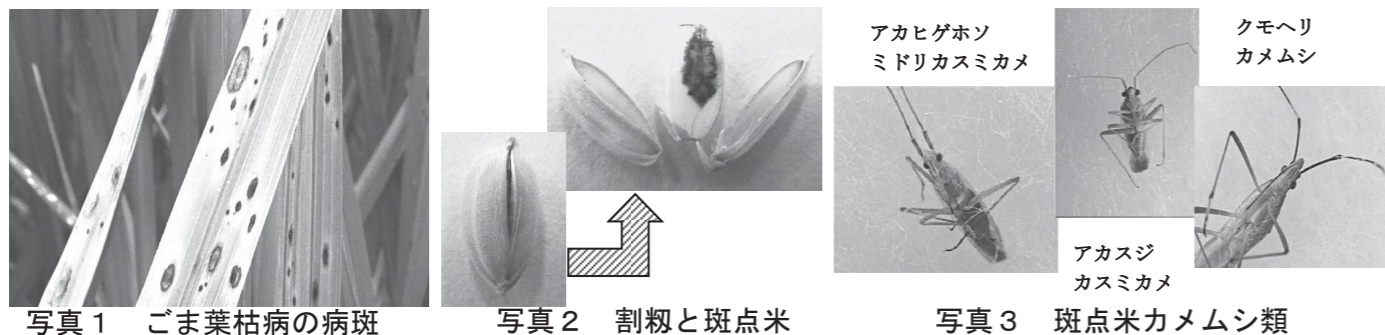 写真1 ごま葉枯病の病斑
写真2 割籾と斑点米
アカヒゲホソ
ミドリカスミカメ
クモヘリ
カメムシ
アカスジ
カスミカメ
写真3 斑点米カメムシ類